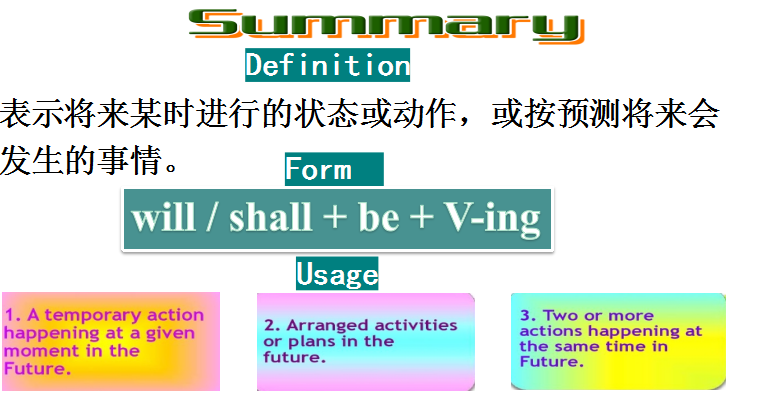 Summary
Definition
表示将来某时进行的状态或动作，或按预测将来会
发生的事情。
Form
will / shall + be + V-ing
Usage
1. A temporary action
happening at a given
moment in the
Future.
2. Arranged activities
or plans in the
future.
3. Two or more
actions happening at
the same time in
Future.